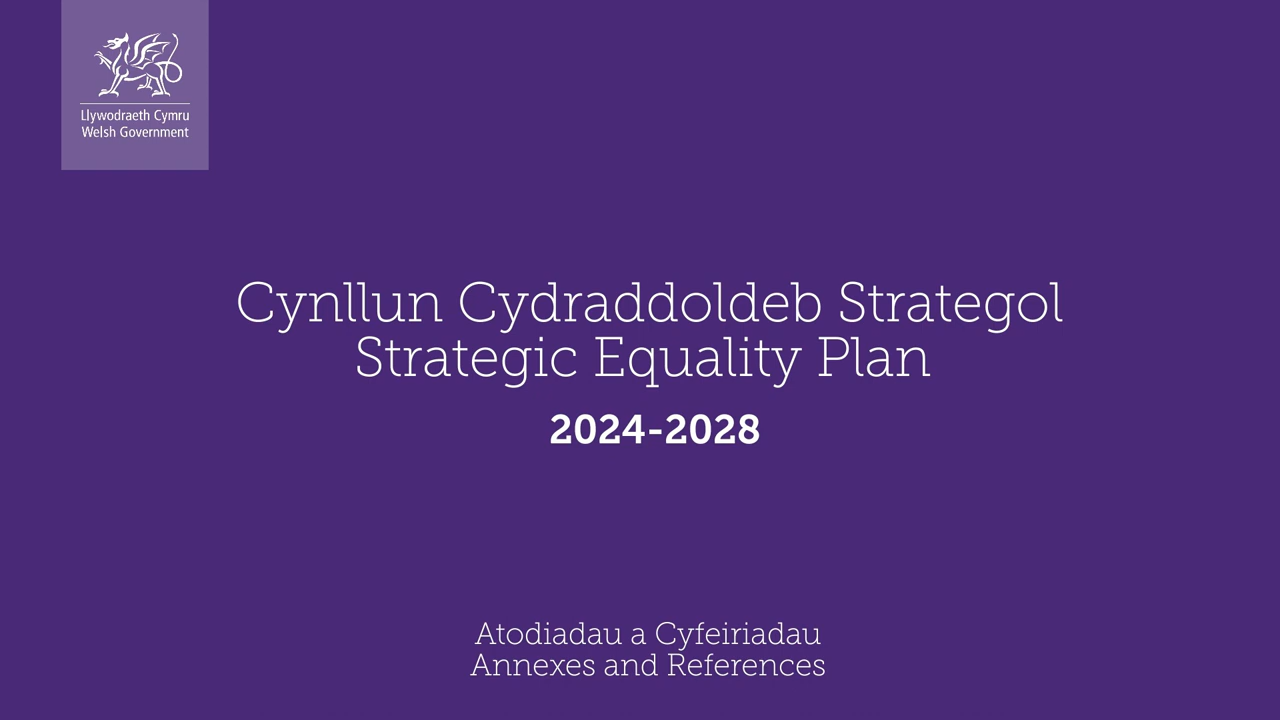 Llywodraeth Cymru
Welsh Government
Cynllun Cydraddoldeb Strategol
Strategic Equality Plan
2024-2028
Atodiadau a Cyfeiriadau
Annexes and References